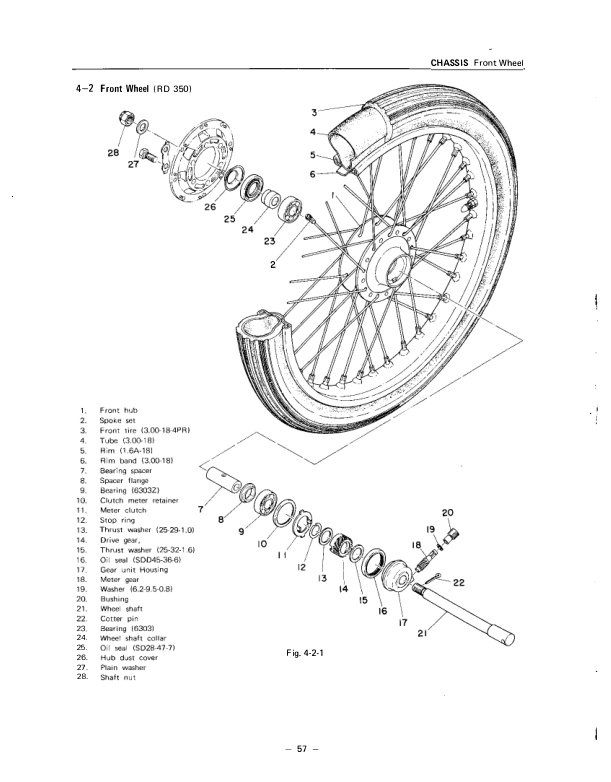 CHASSIS Front Wheel
4-2 Front Wheel (RD 350)
3
4
5
6
28
27
26
25
24
23
1
2
1. Front hub
2. Spoke set
3. Front tire (3.00-18-4PR)
4. Tube (3.00-18)
5. Rim (1.6A-18)
6. Rim band (3.00-18)
7. Bearing spacer
8. Spacer flange
9. Bearing (6303Z)
10. Clutch meter retainer
11. Meter clutch
12. Stop ring
13. Thrust washer (25-29-1.0)
14. Drive gear,
15. Thrust washer (25-32-1.6)
16. Oil seal (SDD45-36-6)
17. Gear unit Housing
18. Meter gear
19. Washer (6.2-9.5-0.8)
20. Bushing
21. Wheel shaft
22. Cotter pin
23. Bearing (6303)
24. Wheel shaft collar
25. Oil seal (SD28-47-7)
26. Hub dust cover
27. Plain washer
28. Shaft nut
7
8
9
10
11
12
13
14
15
16
17
18
19
20
21
22
Fig. 4-2-1
– 57 –